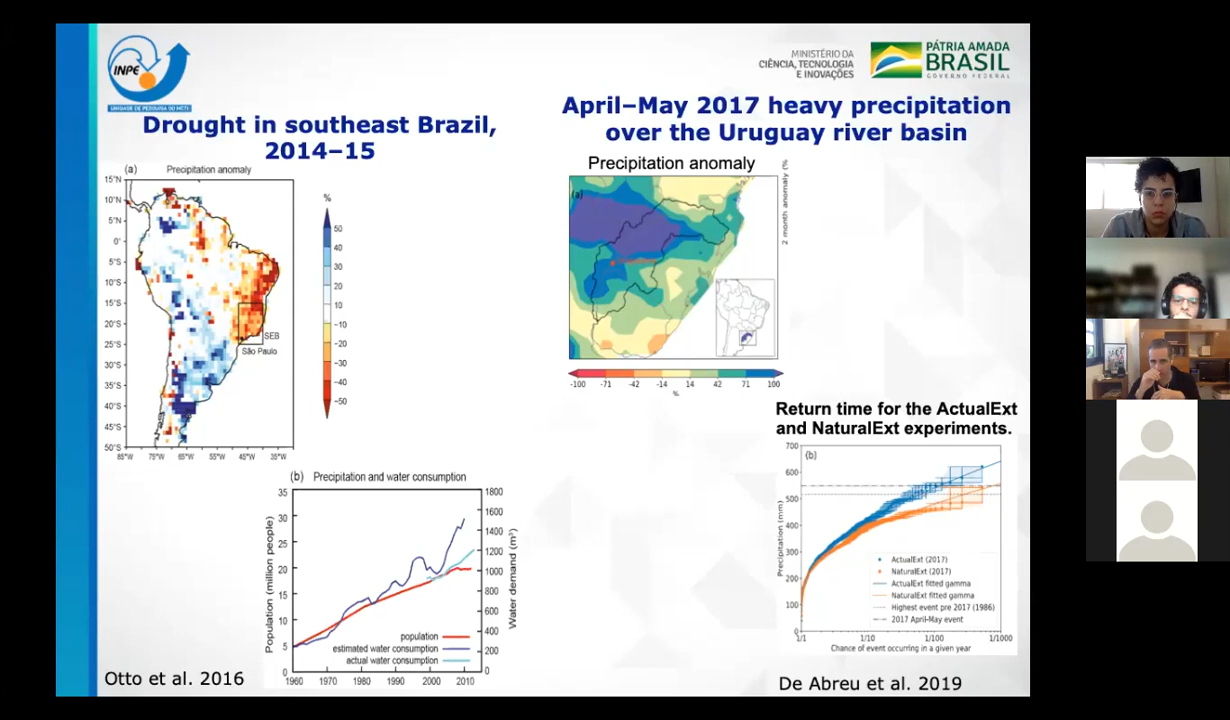 INPE
UNIDADE DE PESQUISA DO MCTI
MINISTÉRIO DA
CIÊNCIA, TECNOLOGIA
E INOVAÇÕES
PÁTRIA AMADA
BRASIL
GOVERNO FEDERAL
Drought in southeast Brazil,
2014–15
(a) Precipitation anomaly
15°N
10°N
5°N
0°
5°S
10°S
15°S
20°S
25°S
30°S
35°S
40°S
45°S
50°S
85°W 75°W 65°W 55°W 45°W 35°W
SEB
São Paulo
%
50
40
30
20
10
−10
−20
−30
−40
−50
(b) Precipitation and water consumption
Population (million people)
35
30
25
20
15
10
5
0
1960 1970 1980 1990 2000 2010
1800
1600
1400
1200
1000
800
600
400
200
0
Water demand (m³)
population
estimated water consumption
actual water consumption
Otto et al. 2016
April–May 2017 heavy precipitation
over the Uruguay river basin
Precipitation anomaly
(a)
2 month anomaly (%
-100 -71 -42 -14 14 42 71 100
%
Return time for the ActualExt
and NaturalExt experiments.
(b)
Precipitation (mm)
700
600
500
400
300
200
100
0
ActualExt (2017)
NaturalExt (2017)
ActualExt fitted gamma
NaturalExt fitted gamma
Highest event pre 2017 (1986)
2017 April-May event
1/1 1/10 1/100 1/1000
Chance of event occurring in a given year
De Abreu et al. 2019